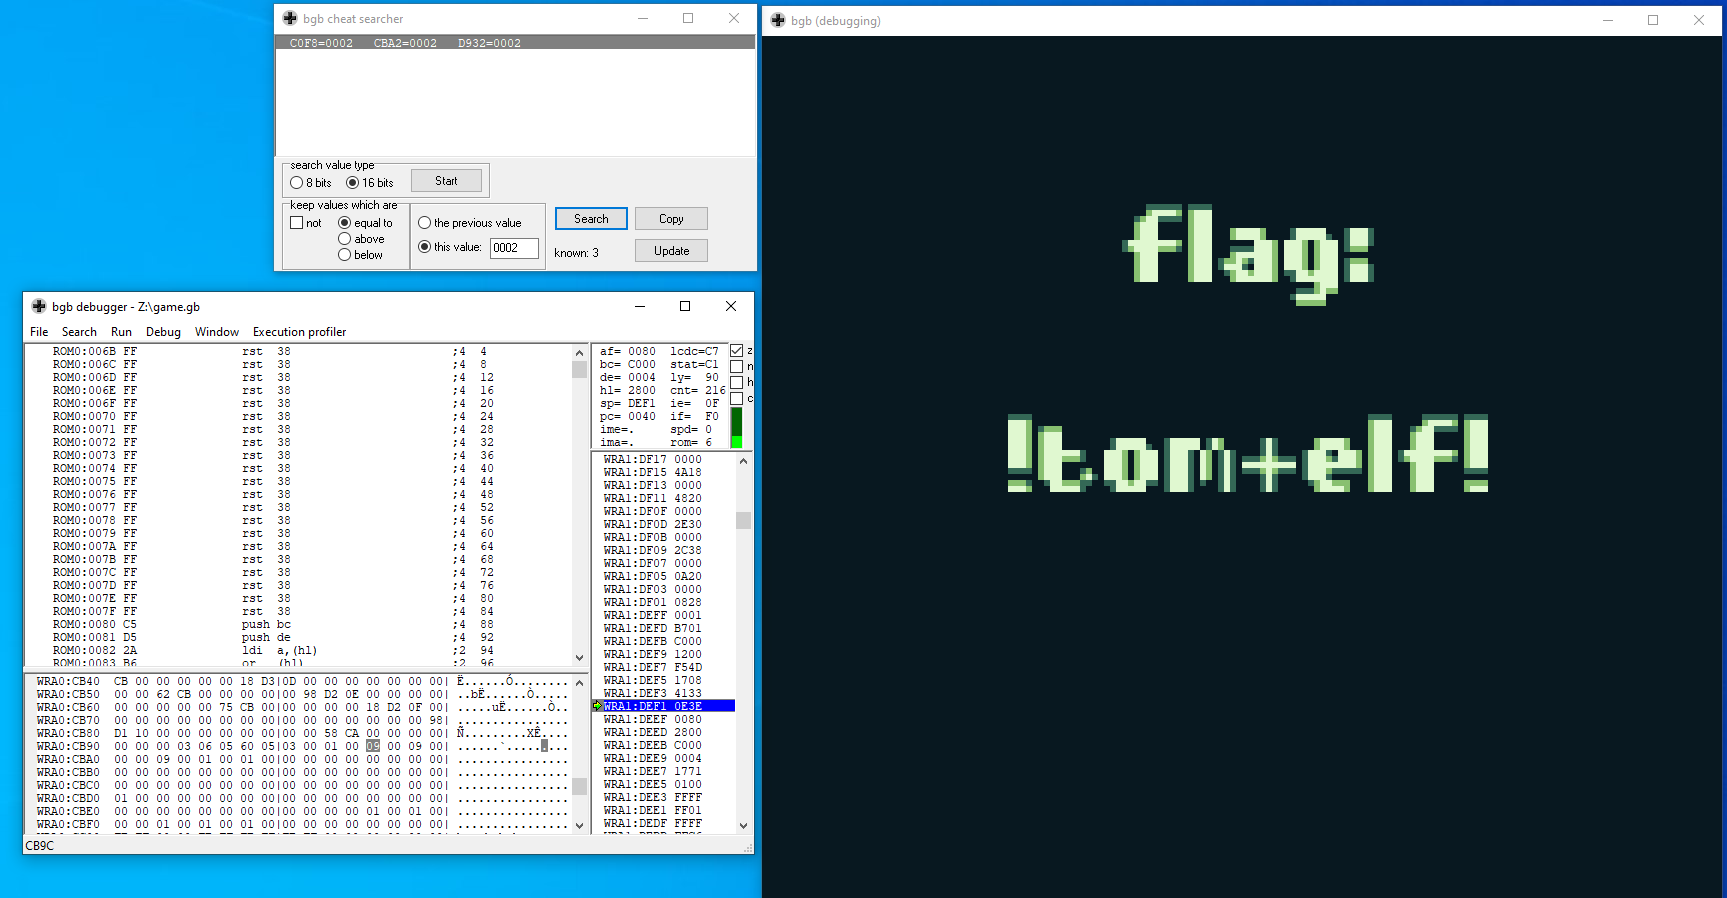 bgb cheat searcher
C0F8=0002 CBA2=0002 D932=0002
search value type
8 bits 16 bits Start
keep values which are
not equal to above below
the previous value
this value: 0002
Search Copy
known: 3 Update
bgb debugger - Z:\game.gb
File Search Run Debug Window Execution profiler
ROM0:006B FF rst 38 ;4 4
ROM0:006C FF rst 38 ;4 8
ROM0:006D FF rst 38 ;4 12
ROM0:006E FF rst 38 ;4 16
ROM0:006F FF rst 38 ;4 20
ROM0:0070 FF rst 38 ;4 24
ROM0:0071 FF rst 38 ;4 28
ROM0:0072 FF rst 38 ;4 32
ROM0:0073 FF rst 38 ;4 36
ROM0:0074 FF rst 38 ;4 40
ROM0:0075 FF rst 38 ;4 44
ROM0:0076 FF rst 38 ;4 48
ROM0:0077 FF rst 38 ;4 52
ROM0:0078 FF rst 38 ;4 56
ROM0:0079 FF rst 38 ;4 60
ROM0:007A FF rst 38 ;4 64
ROM0:007B FF rst 38 ;4 68
ROM0:007C FF rst 38 ;4 72
ROM0:007D FF rst 38 ;4 76
ROM0:007E FF rst 38 ;4 80
ROM0:007F FF rst 38 ;4 84
ROM0:0080 C5 push bc ;4 88
ROM0:0081 D5 push de ;4 92
ROM0:0082 2A ldi a,(hl) ;2 94
ROM0:0083 B6 or (hl) ;2 96
af= 0080 lcdc=C7 z
bc= C000 stat=C1 n
de= 0004 ly= 90 h
hl= 2800 cnt= 216
sp= DEF1 ie= 0F c
pc= 0040 if= F0
ime=. spd= 0
ima=. rom= 6
WRA1:DF17 0000
WRA1:DF15 4A18
WRA1:DF13 0000
WRA1:DF11 4820
WRA1:DF0F 0000
WRA1:DF0D 2E30
WRA1:DF0B 0000
WRA1:DF09 2C38
WRA1:DF07 0000
WRA1:DF05 0A20
WRA1:DF03 0000
WRA1:DF01 0828
WRA1:DEFF 0001
WRA1:DEFD B701
WRA1:DEFB C000
WRA1:DEF9 1200
WRA1:DEF7 F54D
WRA1:DEF5 1708
WRA1:DEF3 4133
WRA1:DEF1 0E3E
WRA1:DEEF 0080
WRA1:DEED 2800
WRA1:DEEB C000
WRA1:DEE9 0004
WRA1:DEE7 1771
WRA1:DEE5 0100
WRA1:DEE3 FFFF
WRA1:DEE1 FF01
WRA1:DEDF FFFF
WRA0:CB40 CB 00 00 00 00 00 18 D3|0D 00 00 00 00 00 00 00| Ë......Ó........
WRA0:CB50 00 00 62 CB 00 00 00 00|00 98 D2 0E 00 00 00 00| ..bË......Ò.....
WRA0:CB60 00 00 00 00 00 75 CB 00|00 00 00 00 18 D2 0F 00| .....uË......Ò..
WRA0:CB70 00 00 00 00 00 00 00 00|00 00 00 00 00 00 00 98| ................
WRA0:CB80 D1 10 00 00 00 00 00 00|00 00 58 CA 00 00 00 00| Ñ.........XÊ....
WRA0:CB90 00 00 00 03 06 05 60 05|03 00 01 00 09 00 09 00| ......`.........
WRA0:CBA0 00 00 09 00 01 00 01 00|00 00 00 00 00 00 00 00| ................
WRA0:CBB0 00 00 00 00 00 00 00 00|00 00 00 00 00 00 00 00| ................
WRA0:CBC0 00 00 00 00 00 00 00 00|00 00 00 00 00 00 00 00| ................
WRA0:CBD0 01 00 00 00 00 00 00 00|00 00 00 00 00 00 00 00| ................
WRA0:CBE0 00 00 00 00 00 00 00 00|00 00 00 00 01 00 01 00| ................
WRA0:CBF0 00 00 01 00 01 00 01 00|00 00 00 00 00 00 00 00| ................
CB9C
bgb (debugging)
flag:
!tom+elf!